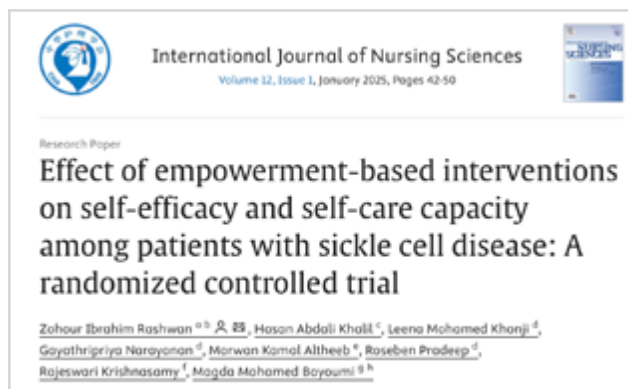 International Journal of Nursing Sciences
Volume 12, Issue 1, January 2025, Pages 42-50
NURSING
SCIENCES
Research Paper
Effect of empowerment-based interventions
on self-efficacy and self-care capacity
among patients with sickle cell disease: A
randomized controlled trial
Zohour Ibrahim Rashwan a b, Hasan Abdali Khalil c, Leena Mohamed Khonji d,
Gayathripriya Narayanan d, Marwan Kamal Altheeb e, Roseben Pradeep d,
Rajeswari Krishnasamy f, Magda Mohamed Bayoumi g h